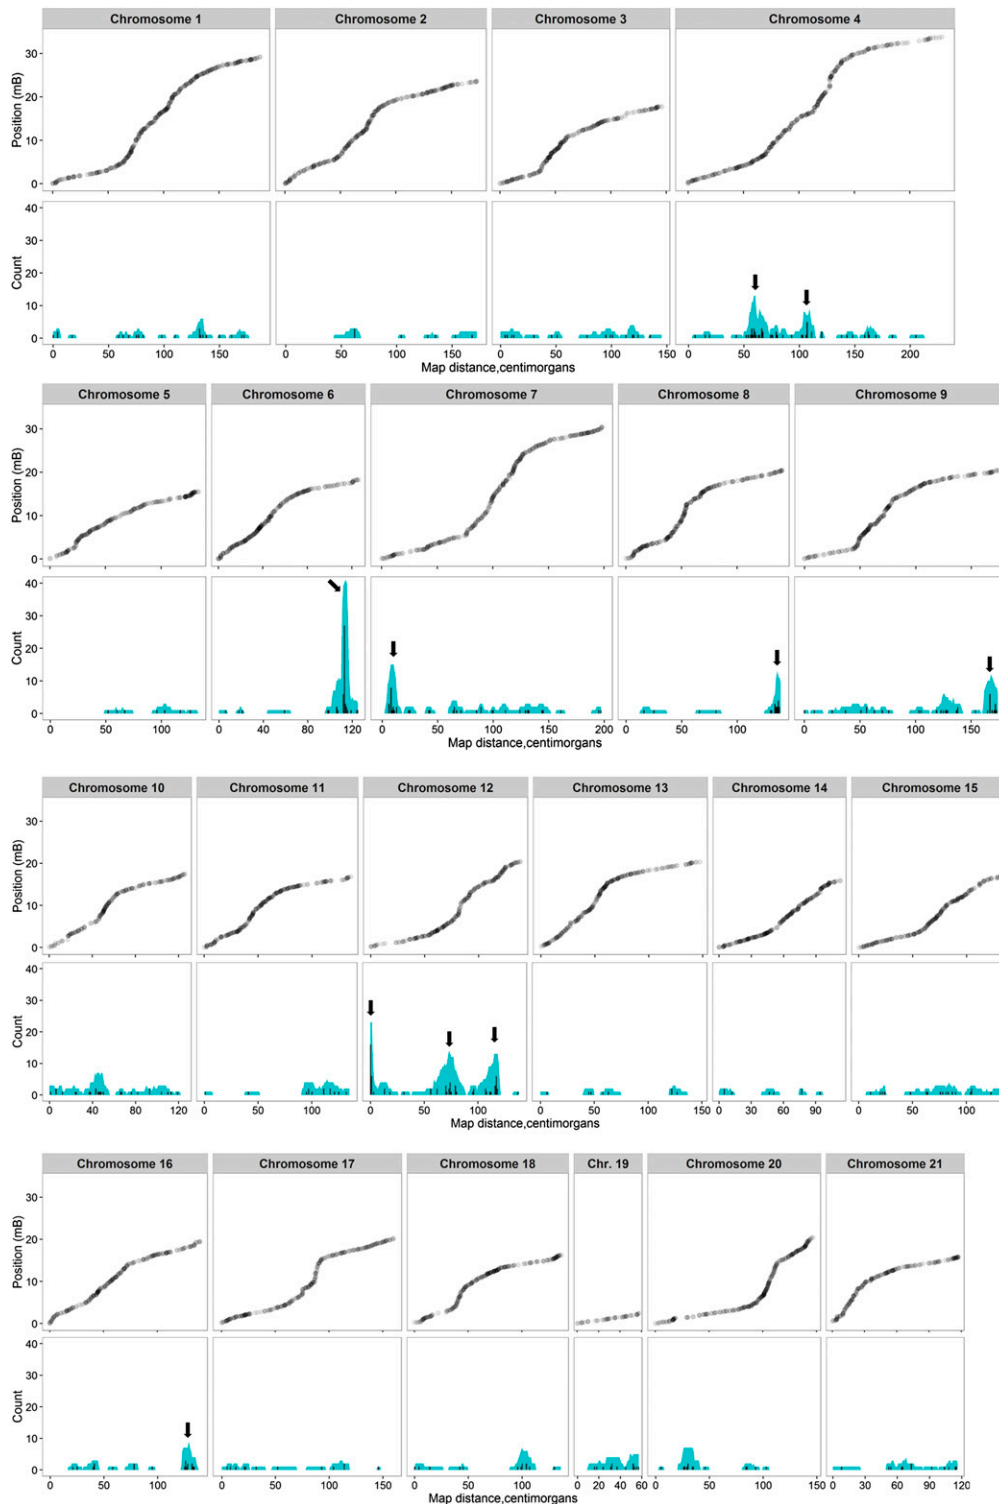 Chromosome 1 Chromosome 2 Chromosome 3 Chromosome 4
Position (mB)
30
20
10
0
Count
40
30
20
10
0
0 50 100 150 0 50 100 150 0 50 100 150 0 50 100 150 200
Map distance,centimorgans
Chromosome 5 Chromosome 6 Chromosome 7 Chromosome 8 Chromosome 9
Position (mB)
30
20
10
0
Count
40
30
20
10
0
0 50 100 0 40 80 120 0 50 100 150 200 0 50 100 0 50 100 150
Map distance,centimorgans
Chromosome 10 Chromosome 11 Chromosome 12 Chromosome 13 Chromosome 14 Chromosome 15
Position (mB)
30
20
10
0
Count
40
30
20
10
0
0 40 80 120 0 50 100 0 50 100 0 50 100 150 0 30 60 90 0 50 100
Map distance,centimorgans
Chromosome 16 Chromosome 17 Chromosome 18 Chr. 19 Chromosome 20 Chromosome 21
Position (mB)
30
20
10
0
Count
40
30
20
10
0
0 50 100 0 50 100 150 0 50 100 0 20 40 60 0 50 100 150 0 30 60 90 120
Map distance,centimorgans